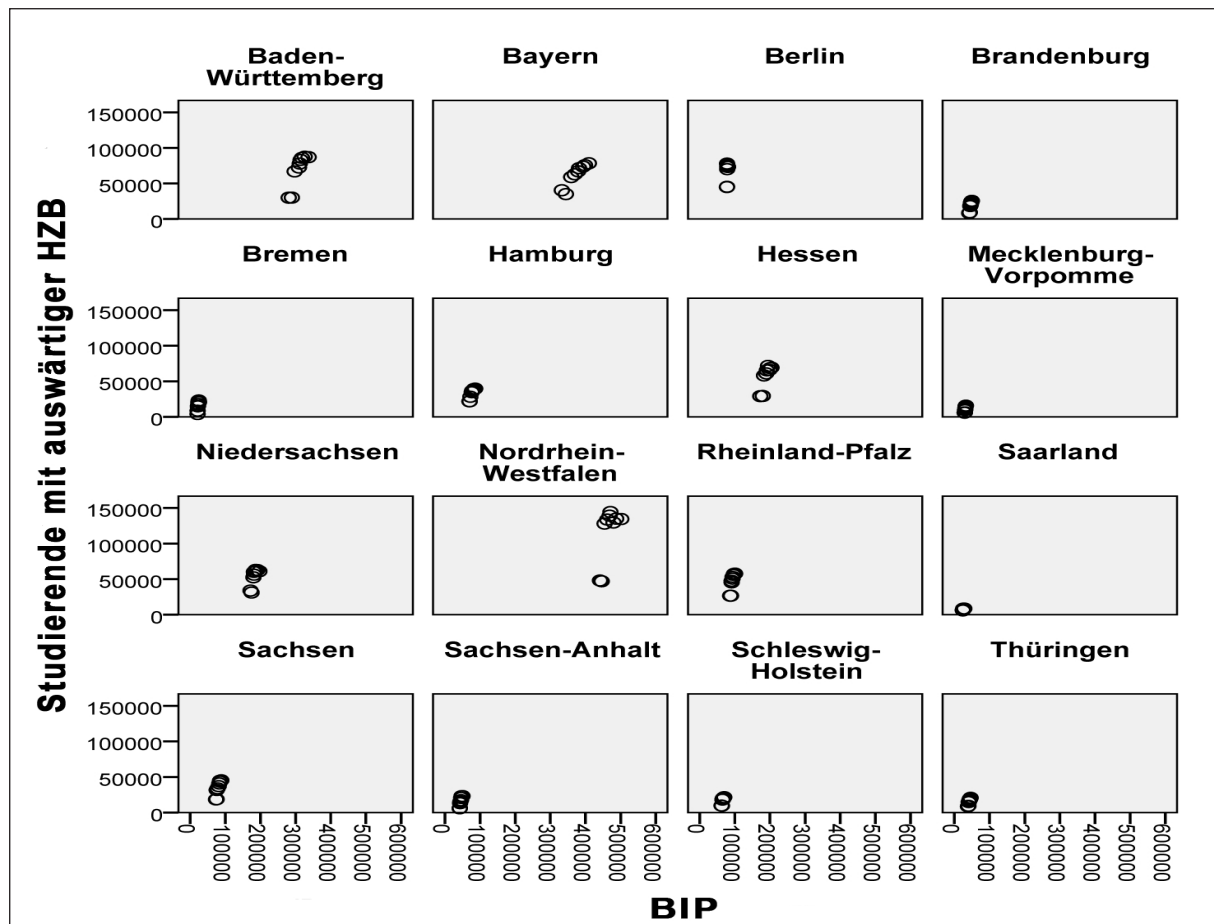 Baden-
Württemberg
Bayern
Berlin
Brandenburg
150000
100000
50000
0
Bremen
Hamburg
Hessen
Mecklenburg-
Vorpomme
150000
100000
50000
0
Niedersachsen
Nordrhein-
Westfalen
Rheinland-Pfalz
Saarland
150000
100000
50000
0
Sachsen
Sachsen-Anhalt
Schleswig-
Holstein
Thüringen
150000
100000
50000
0
0
100000
200000
300000
400000
500000
600000
0
100000
200000
300000
400000
500000
600000
0
100000
200000
300000
400000
500000
600000
0
100000
200000
300000
400000
500000
600000
Studierende mit auswärtiger HZB
BIP